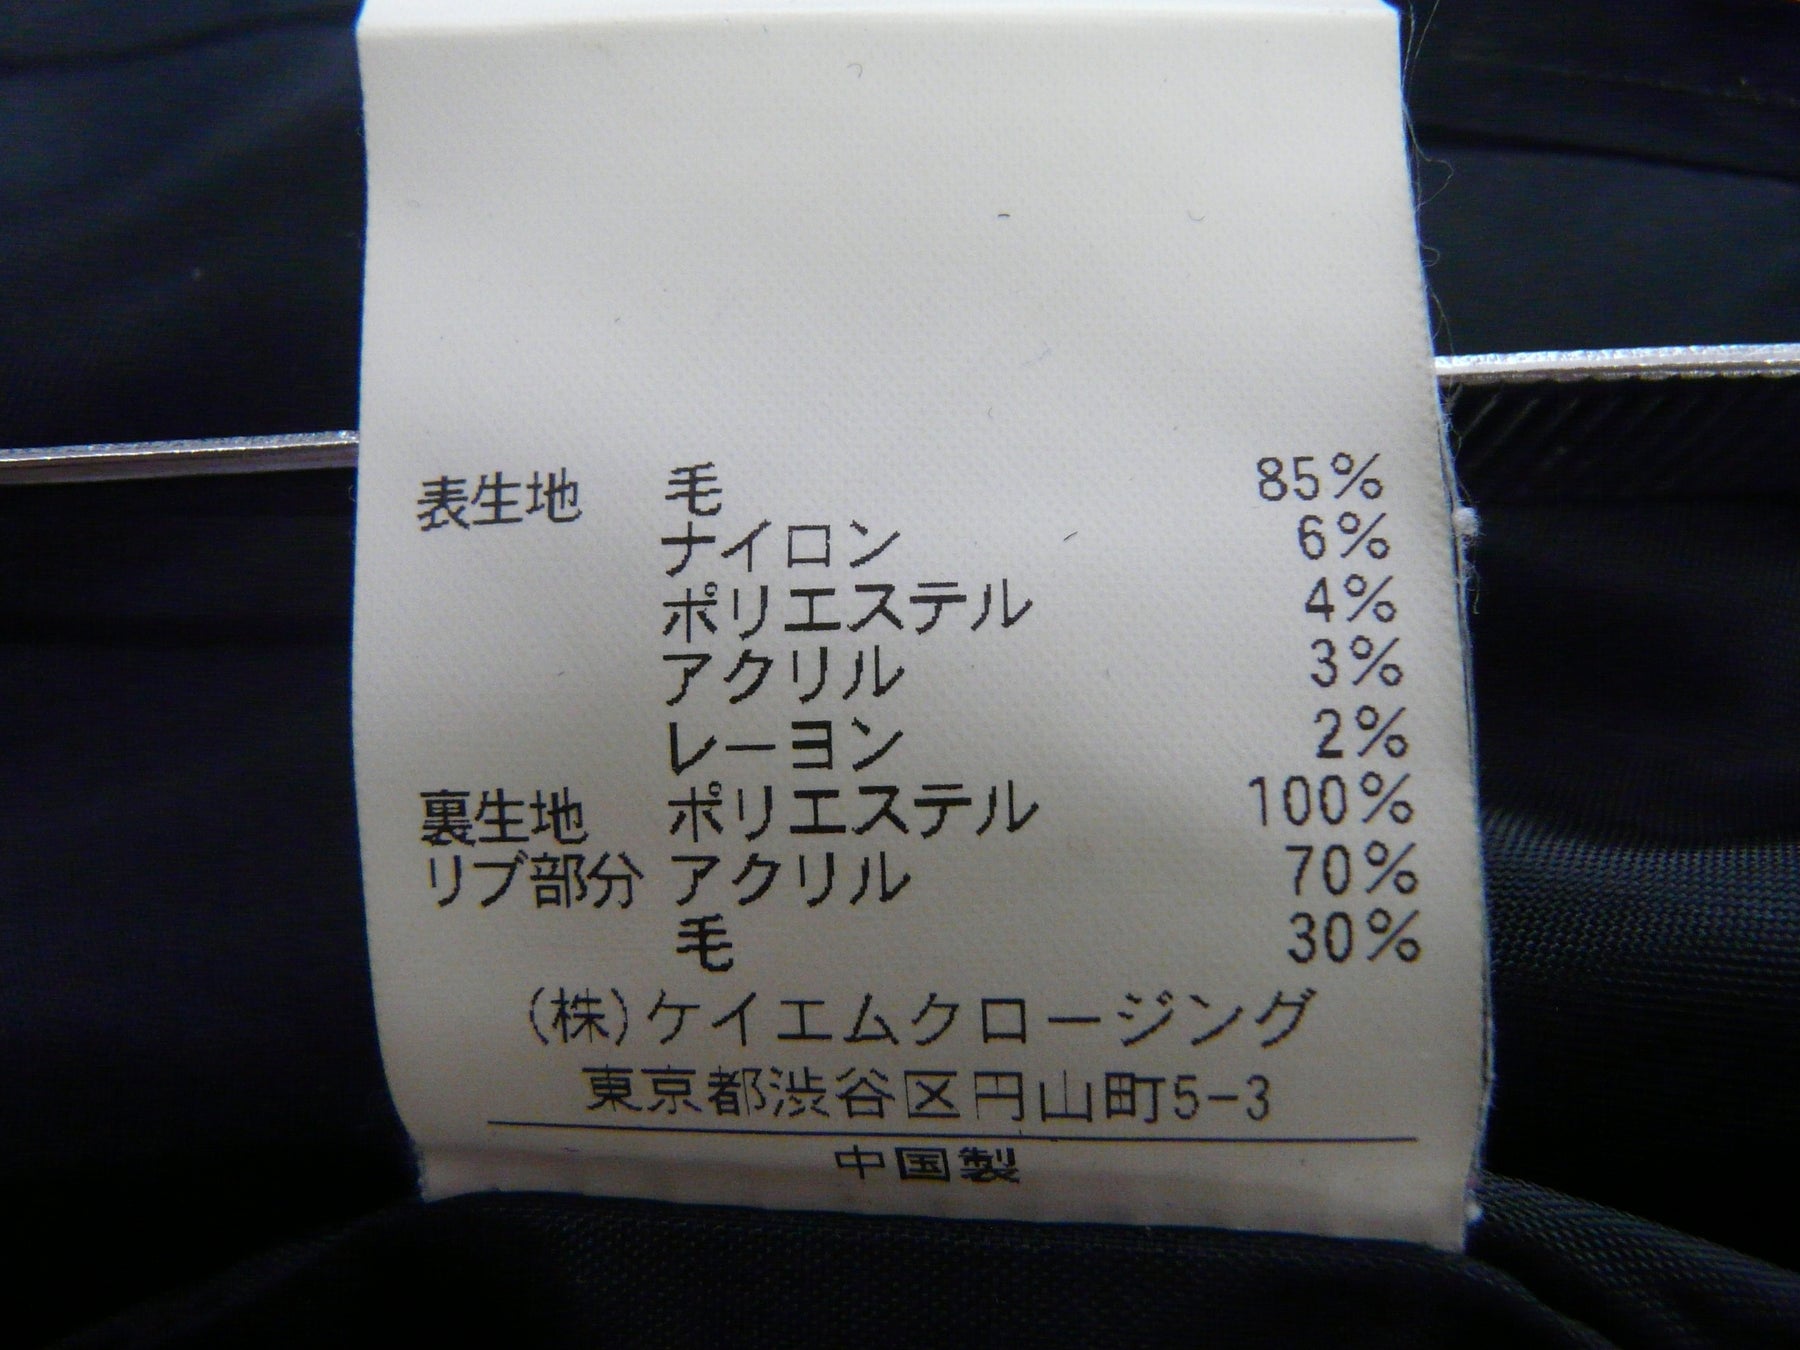 表生地 毛 85%
ナイロン 6%
ポリエステル 4%
アクリル 3%
レーヨン 2%
裏生地 ポリエステル 100%
リブ部分 アクリル 70%
毛 30%
(株)ケイエムクロージング
東京都渋谷区円山町5-3
中国製